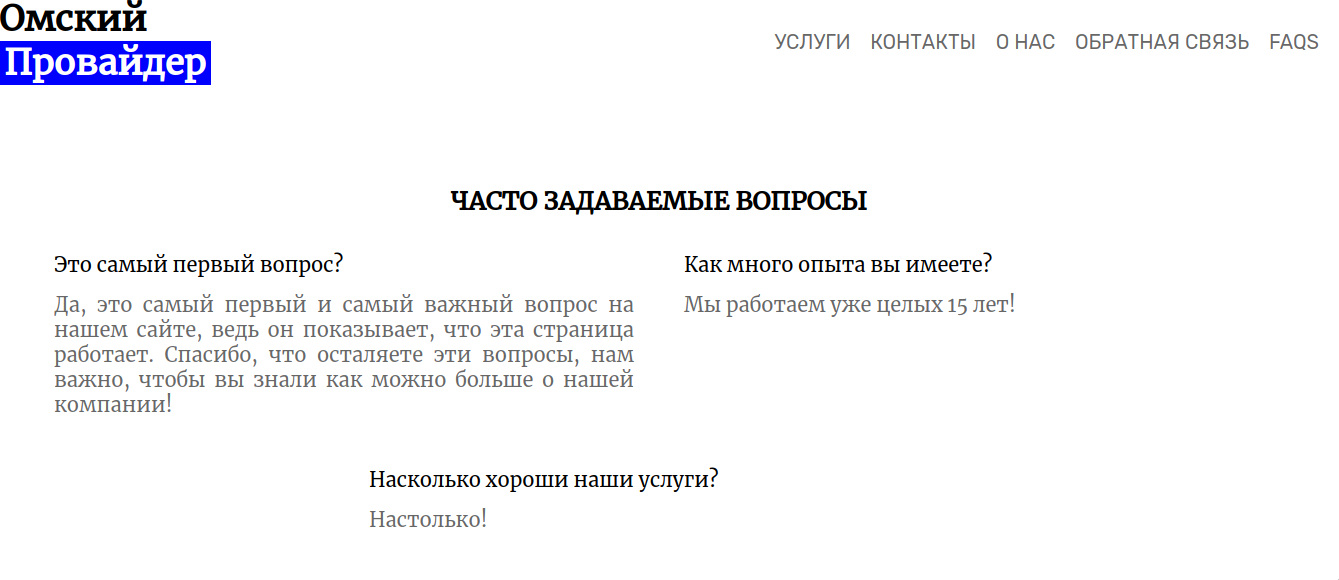 Омский
Провайдер
УСЛУГИ КОНТАКТЫ О НАС ОБРАТНАЯ СВЯЗЬ FAQS
ЧАСТО ЗАДАВАЕМЫЕ ВОПРОСЫ
Это самый первый вопрос?
Да, это самый первый и самый важный вопрос на
нашем сайте, ведь он показывает, что эта страница
работает. Спасибо, что осталяете эти вопросы, нам
важно, чтобы вы знали как можно больше о нашей
компании!
Как много опыта вы имеете?
Мы работаем уже целых 15 лет!
Насколько хороши наши услуги?
Настолько!